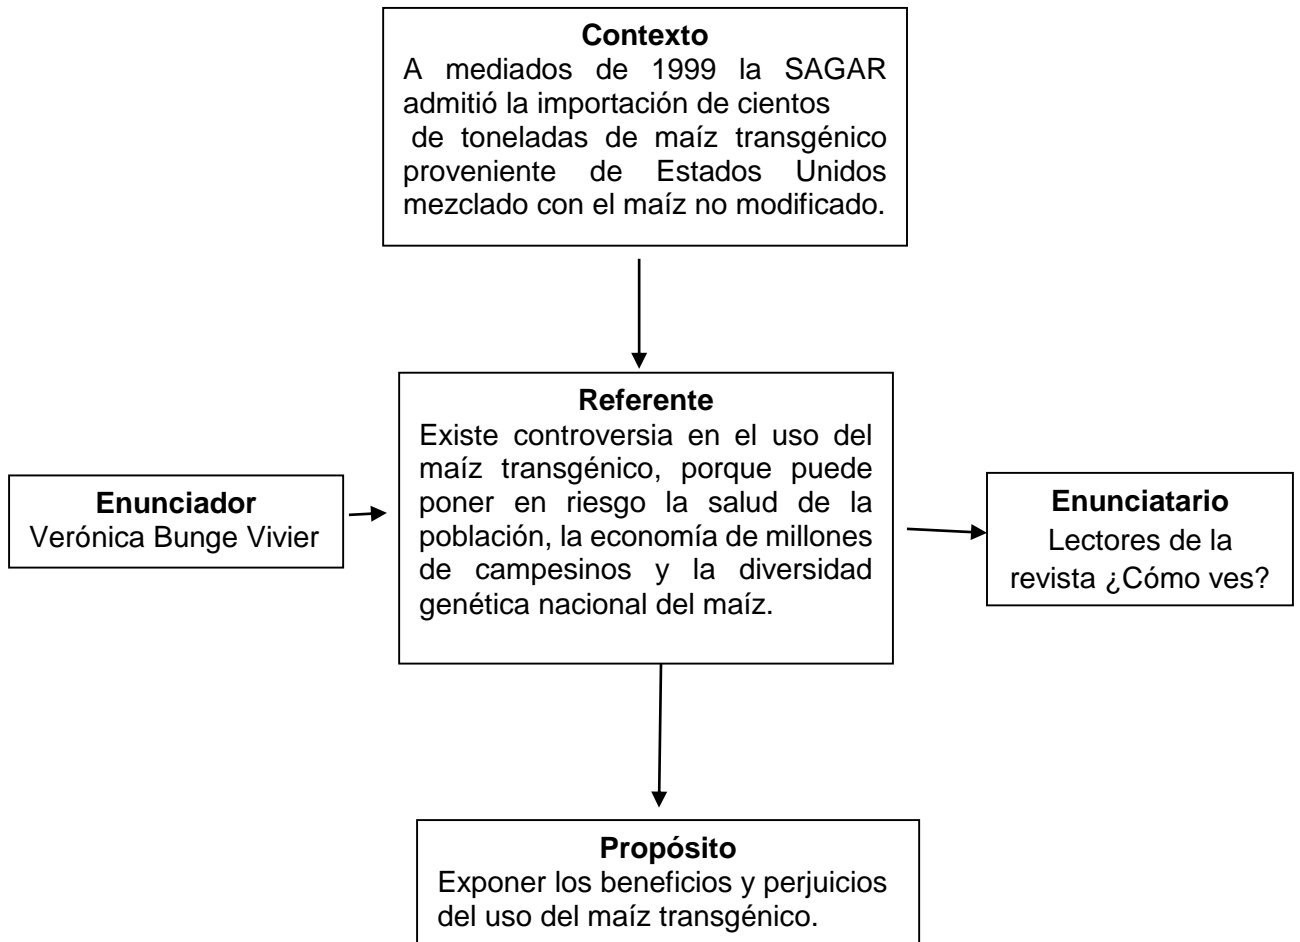 Contexto
A mediados de 1999 la SAGAR
admitió la importación de cientos
de toneladas de maíz transgénico
proveniente de Estados Unidos
mezclado con el maíz no modificado.
Referente
Existe controversia en el uso del
maíz transgénico, porque puede
poner en riesgo la salud de la
población, la economía de millones
de campesinos y la diversidad
genética nacional del maíz.
Enunciador
Verónica Bunge Vivier
Enunciatario
Lectores de la
revista ¿Cómo ves?
Propósito
Exponer los beneficios y perjuicios
del uso del maíz transgénico.